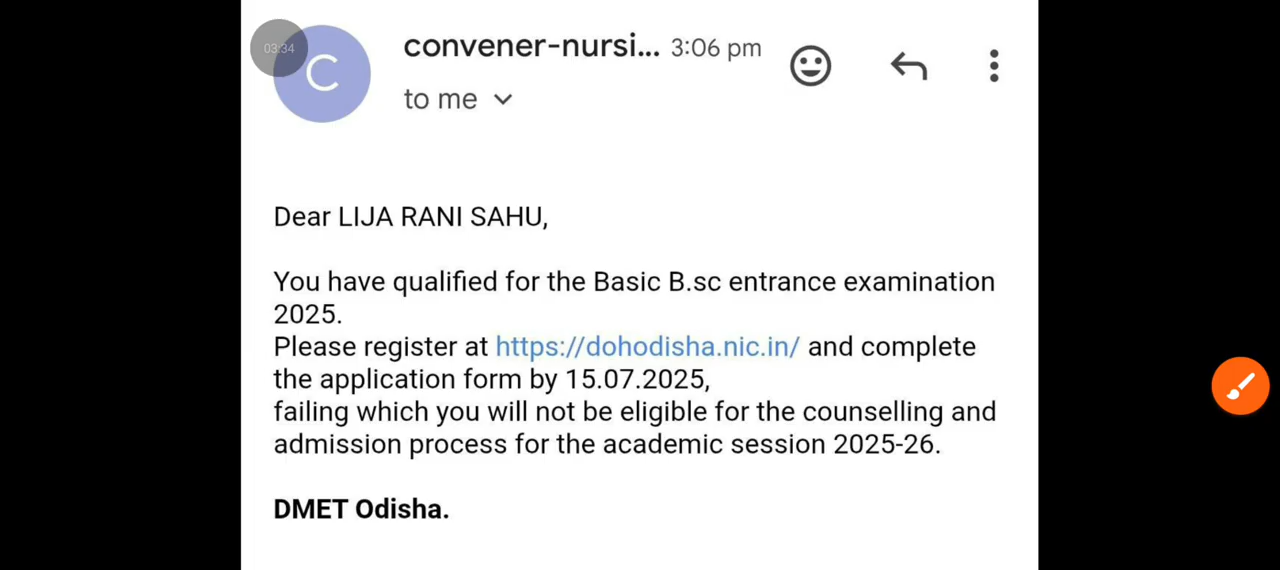 03:34
C
convener-nursi... 3:06 pm
to me
Dear LIJA RANI SAHU,
You have qualified for the Basic B.sc entrance examination
2025.
Please register at https://dohodisha.nic.in/ and complete
the application form by 15.07.2025,
failing which you will not be eligible for the counselling and
admission process for the academic session 2025-26.
DMET Odisha.